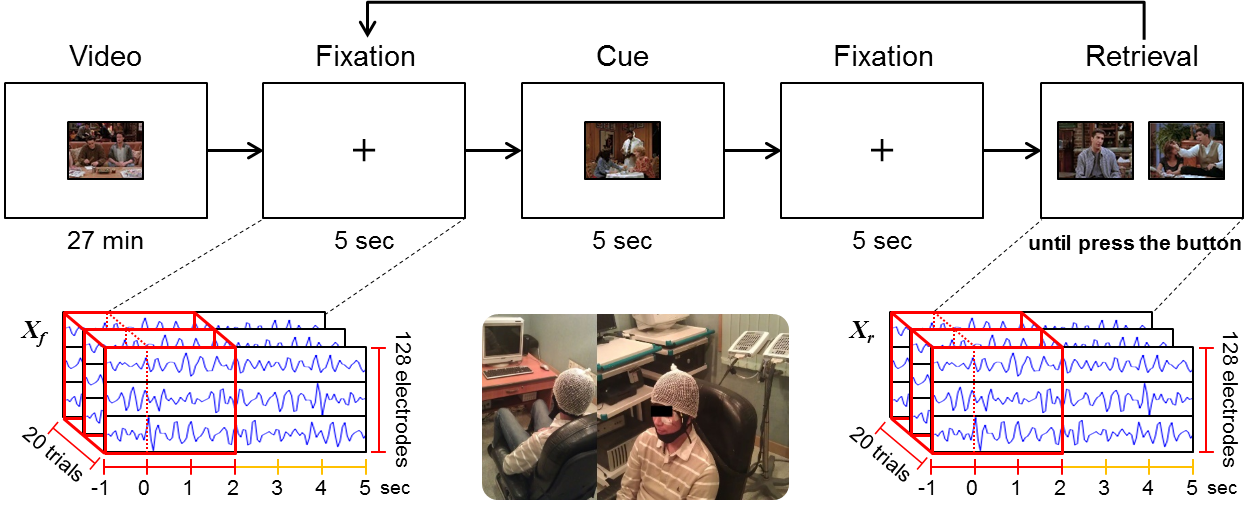 Video
Fixation
Cue
Fixation
Retrieval
27 min
5 sec
5 sec
5 sec
until press the button
Xf
128 electrodes
20 trials
-1 0 1 2 3 4 5 sec
Xr
128 electrodes
20 trials
-1 0 1 2 3 4 5 sec